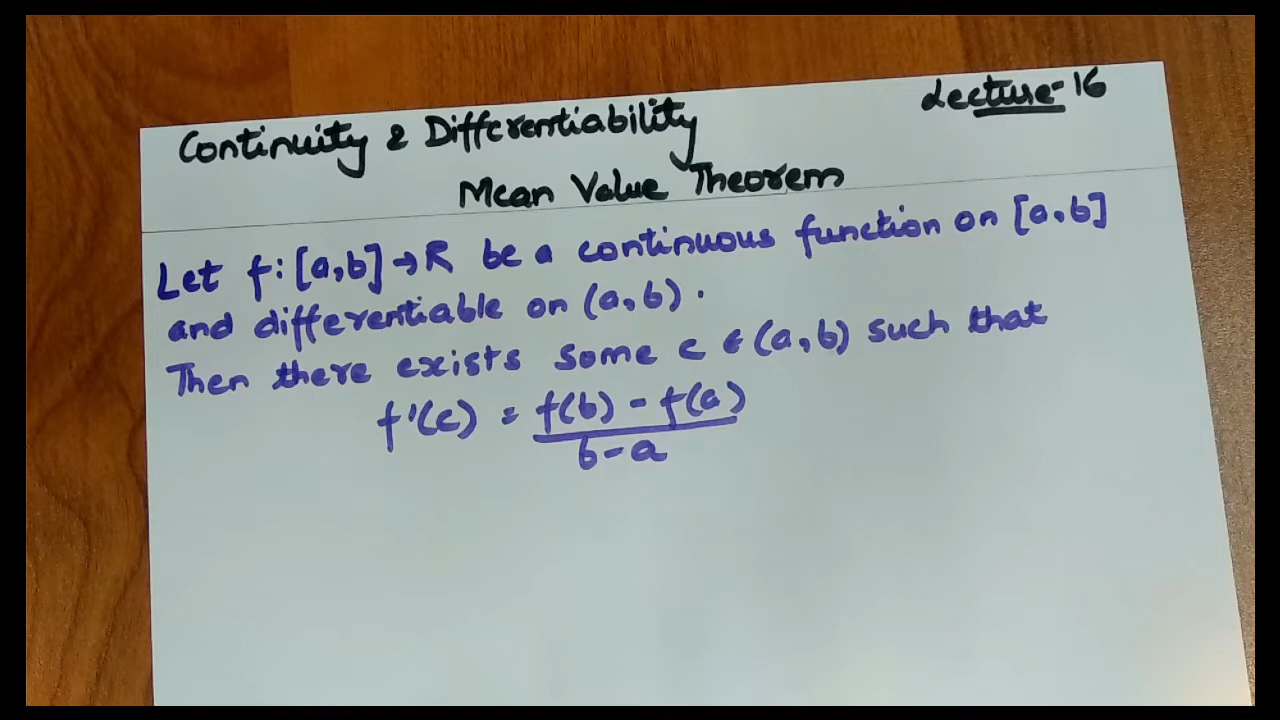 Continuity & Differentiability
Lecture-16
Mean Value Theorem
Let f:[a,b]→R be a continuous function on [a,b]
and differentiable on (a,b).
Then there exists some c ∈ (a,b) such that
f'(c) = f(b) - f(a)
b-a